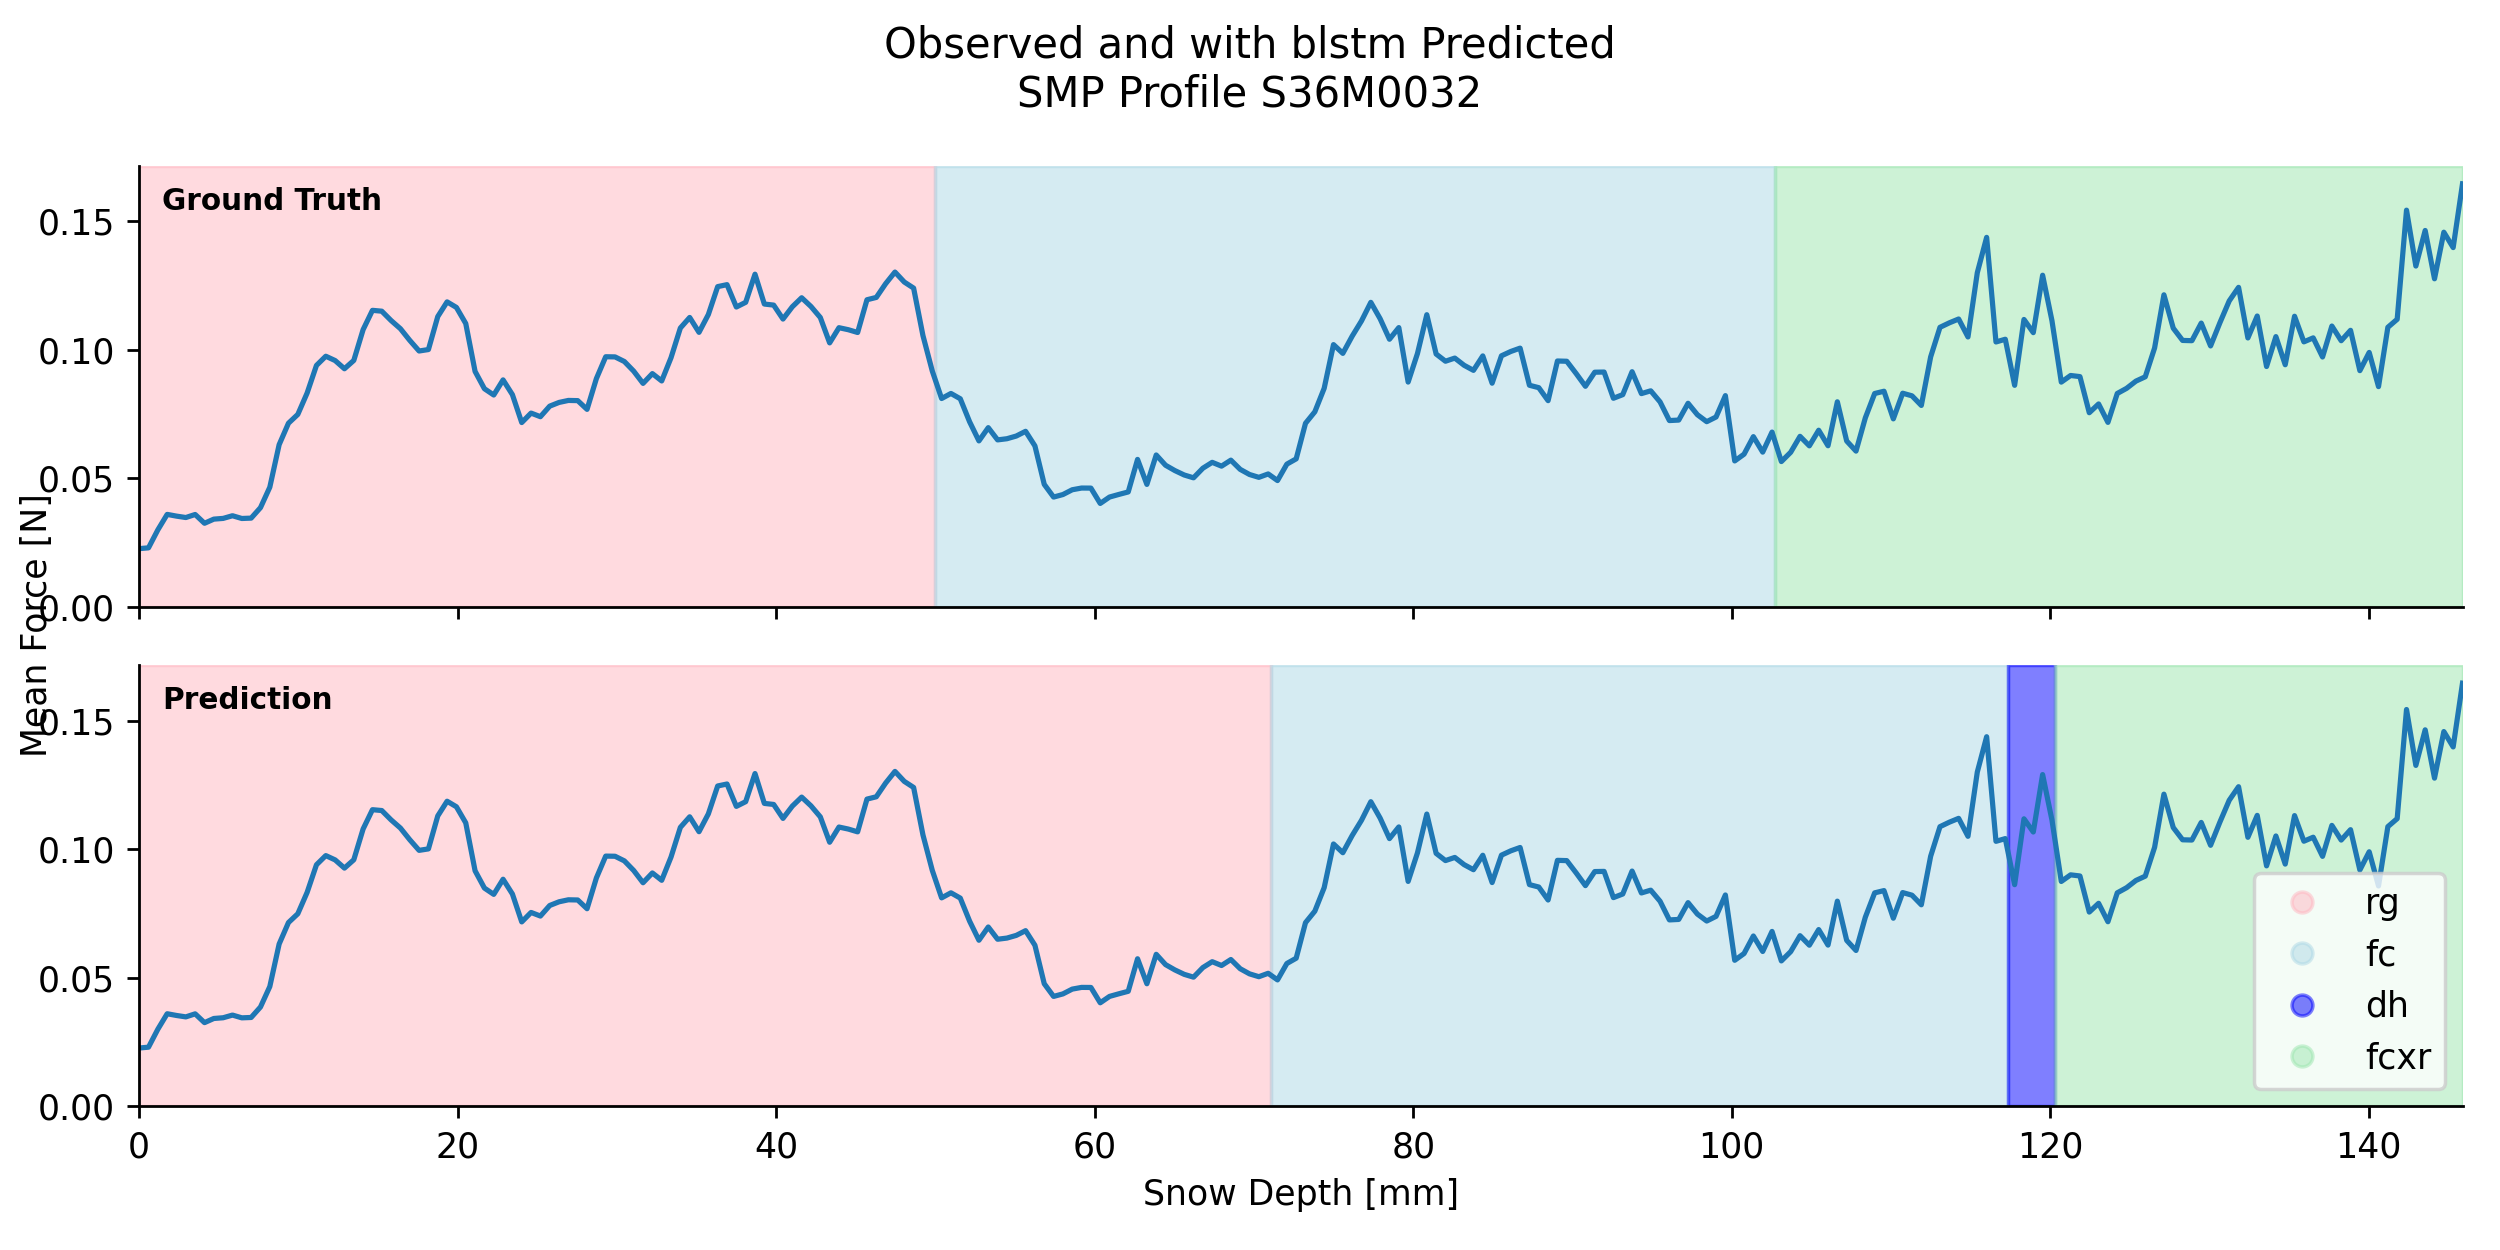 Observed and with blstm Predicted
SMP Profile S36M0032
Ground Truth
0.15
0.10
0.05
0.00
Mean Force [N]
Prediction
0.15
0.10
0.05
0.00
rg
fc
dh
fcxr
0 20 40 60 80 100 120 140
Snow Depth [mm]